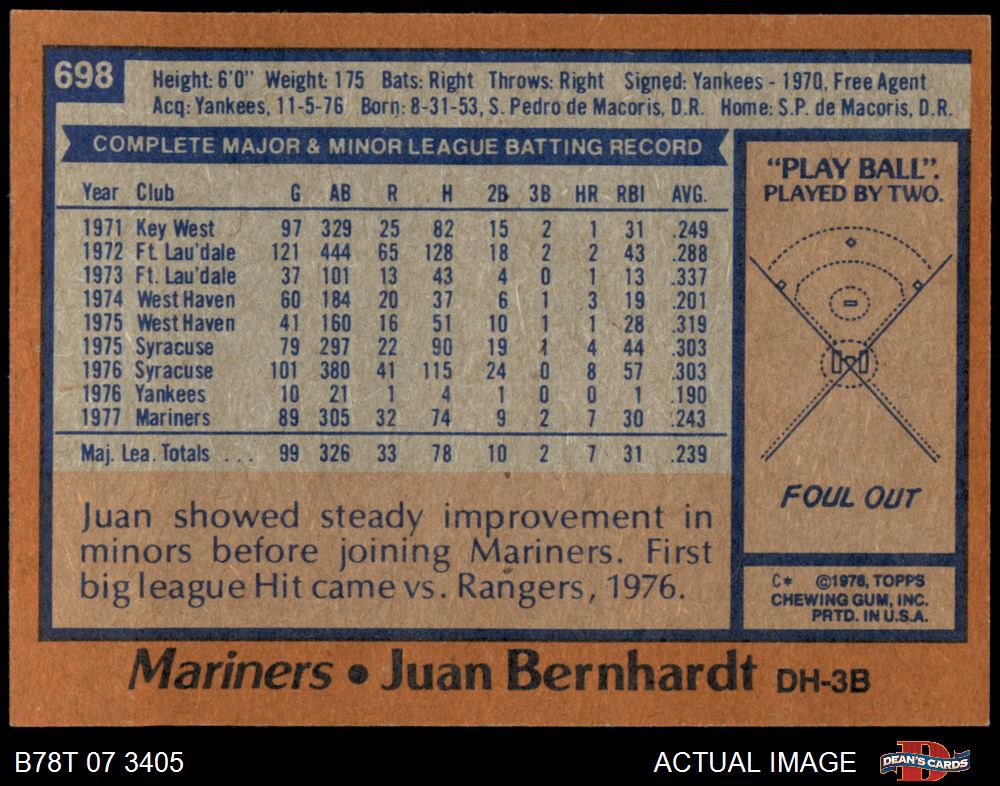 698
Height: 6'0" Weight: 175 Bats: Right Throws: Right Signed: Yankees - 1970, Free Agent
Acq: Yankees, 11-5-76 Born: 8-31-53, S. Pedro de Macoris, D.R. Home: S.P. de Macoris, D.R.
COMPLETE MAJOR & MINOR LEAGUE BATTING RECORD
Year Club G AB R H 2B 3B HR RBI AVG.
1971 Key West 97 329 25 82 15 2 1 31 .249
1972 Ft. Lau'dale 121 444 65 128 18 2 2 43 .288
1973 Ft. Lau'dale 37 101 13 43 4 0 1 13 .337
1974 West Haven 60 184 20 37 6 1 3 19 .201
1975 West Haven 41 160 16 51 10 1 1 28 .319
1975 Syracuse 79 297 22 90 19 1 4 44 .303
1976 Syracuse 101 380 41 115 24 0 8 57 .303
1976 Yankees 10 21 1 4 1 0 0 1 .190
1977 Mariners 89 305 32 74 9 2 7 30 .243
Maj. Lea. Totals . . . 99 326 33 78 10 2 7 31 .239
Juan showed steady improvement in
minors before joining Mariners. First
big league Hit came vs. Rangers, 1976.
"PLAY BALL".
PLAYED BY TWO.
FOUL OUT
C* ©1978, TOPPS
CHEWING GUM, INC.
PRTD. IN U.S.A.
Mariners • Juan Bernhardt DH-3B
B78T 07 3405
ACTUAL IMAGE
D
DEAN'S CARDS